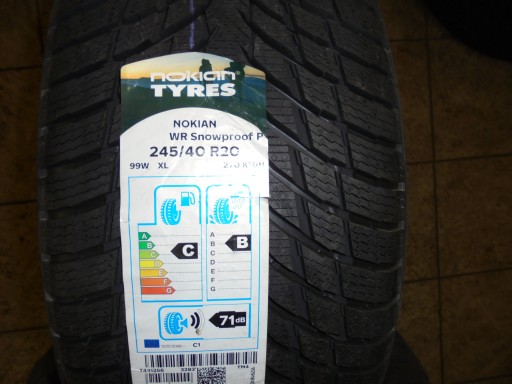 nokian
TYRES
NOKIAN
WR Snowproof P
245/40 R20
99W XL
A
B
C
D
E
F
G
C
A
B
C
D
E
F
G
B
71dB
C1